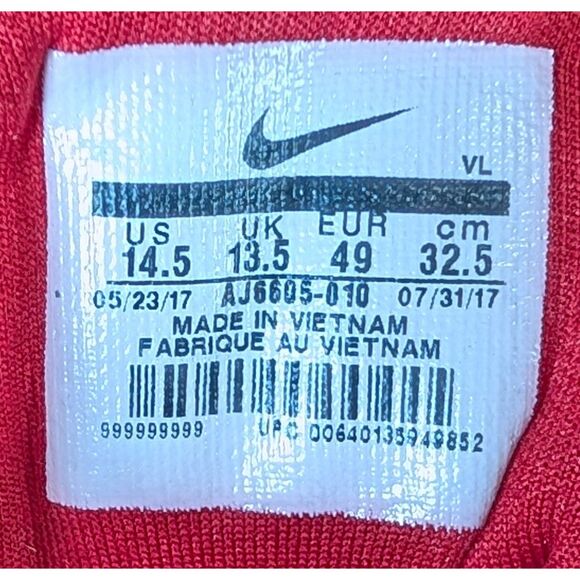 VL
US UK EUR cm
14.5 13.5 49 32.5
05/23/17 AJ6605-010 07/31/17
MADE IN VIETNAM
FABRIQUE AU VIETNAM
999999999 UPC 00640135949852